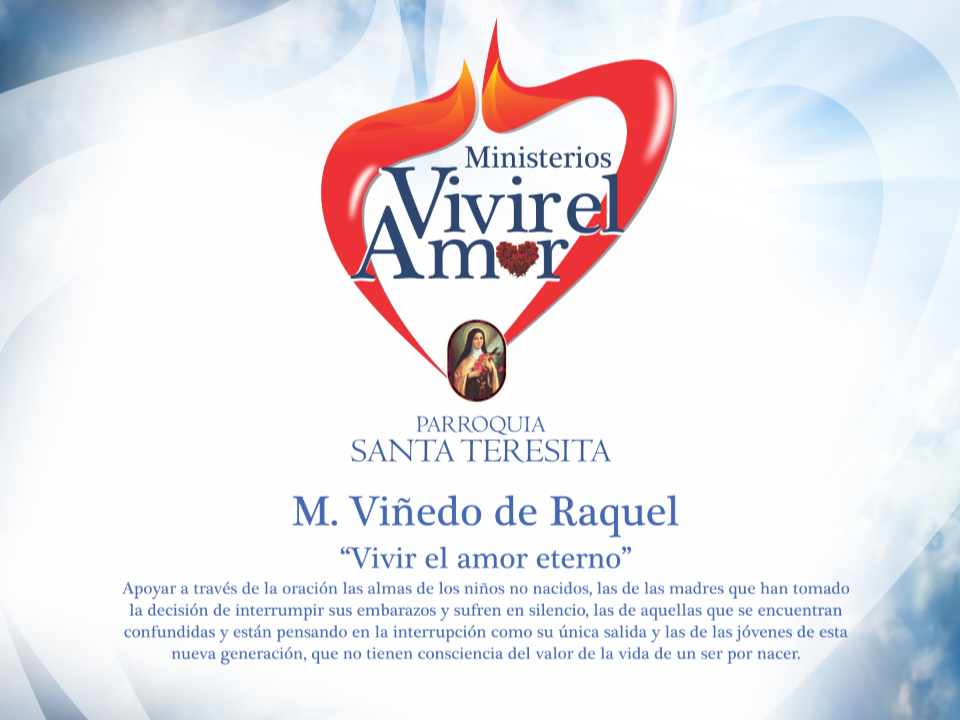 Ministerios
Vivir el
Amor
PARROQUIA
SANTA TERESITA
M. Viñedo de Raquel
“Vivir el amor eterno”
Apoyar a través de la oración las almas de los niños no nacidos, las de las madres que han tomado
la decisión de interrumpir sus embarazos y sufren en silencio, las de aquellas que se encuentran
confundidas y están pensando en la interrupción como su única salida y las de las jóvenes de esta
nueva generación, que no tienen consciencia del valor de la vida de un ser por nacer.